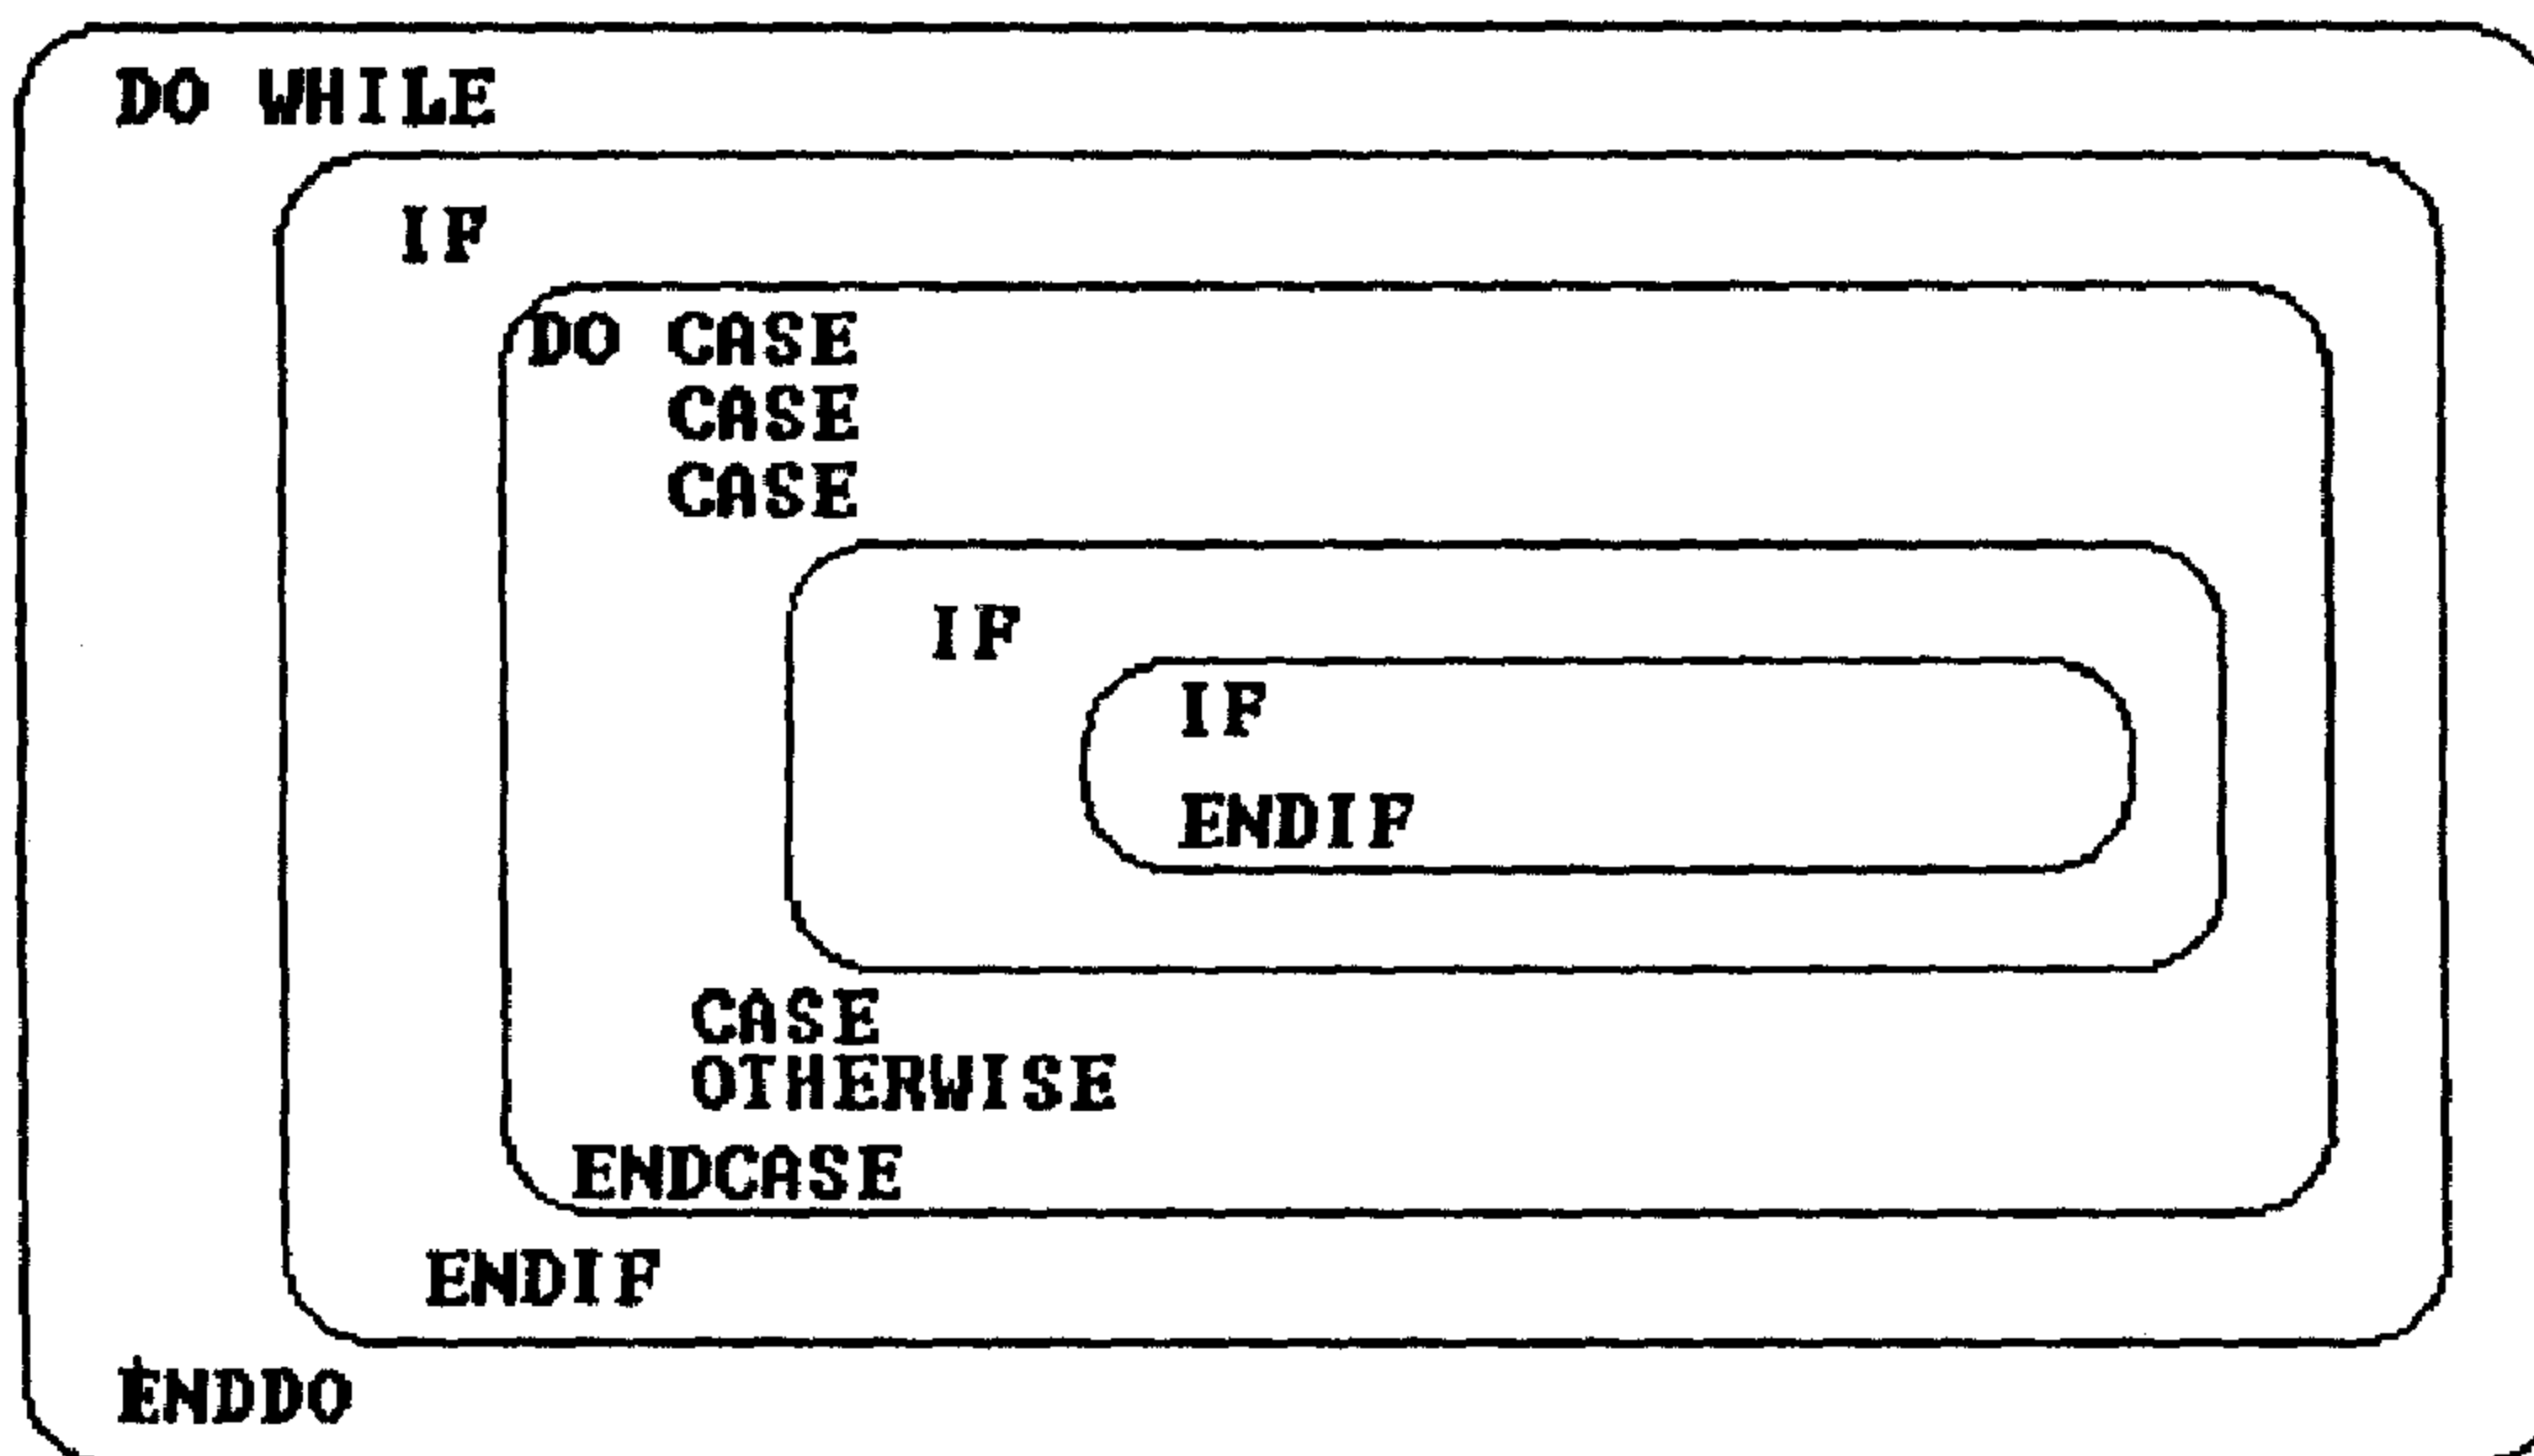 DO WHILE
IF
DO CASE
CASE
CASE
IF
IF
ENDIF
CASE
OTHERWISE
ENDCASE
ENDIF
ENDDO